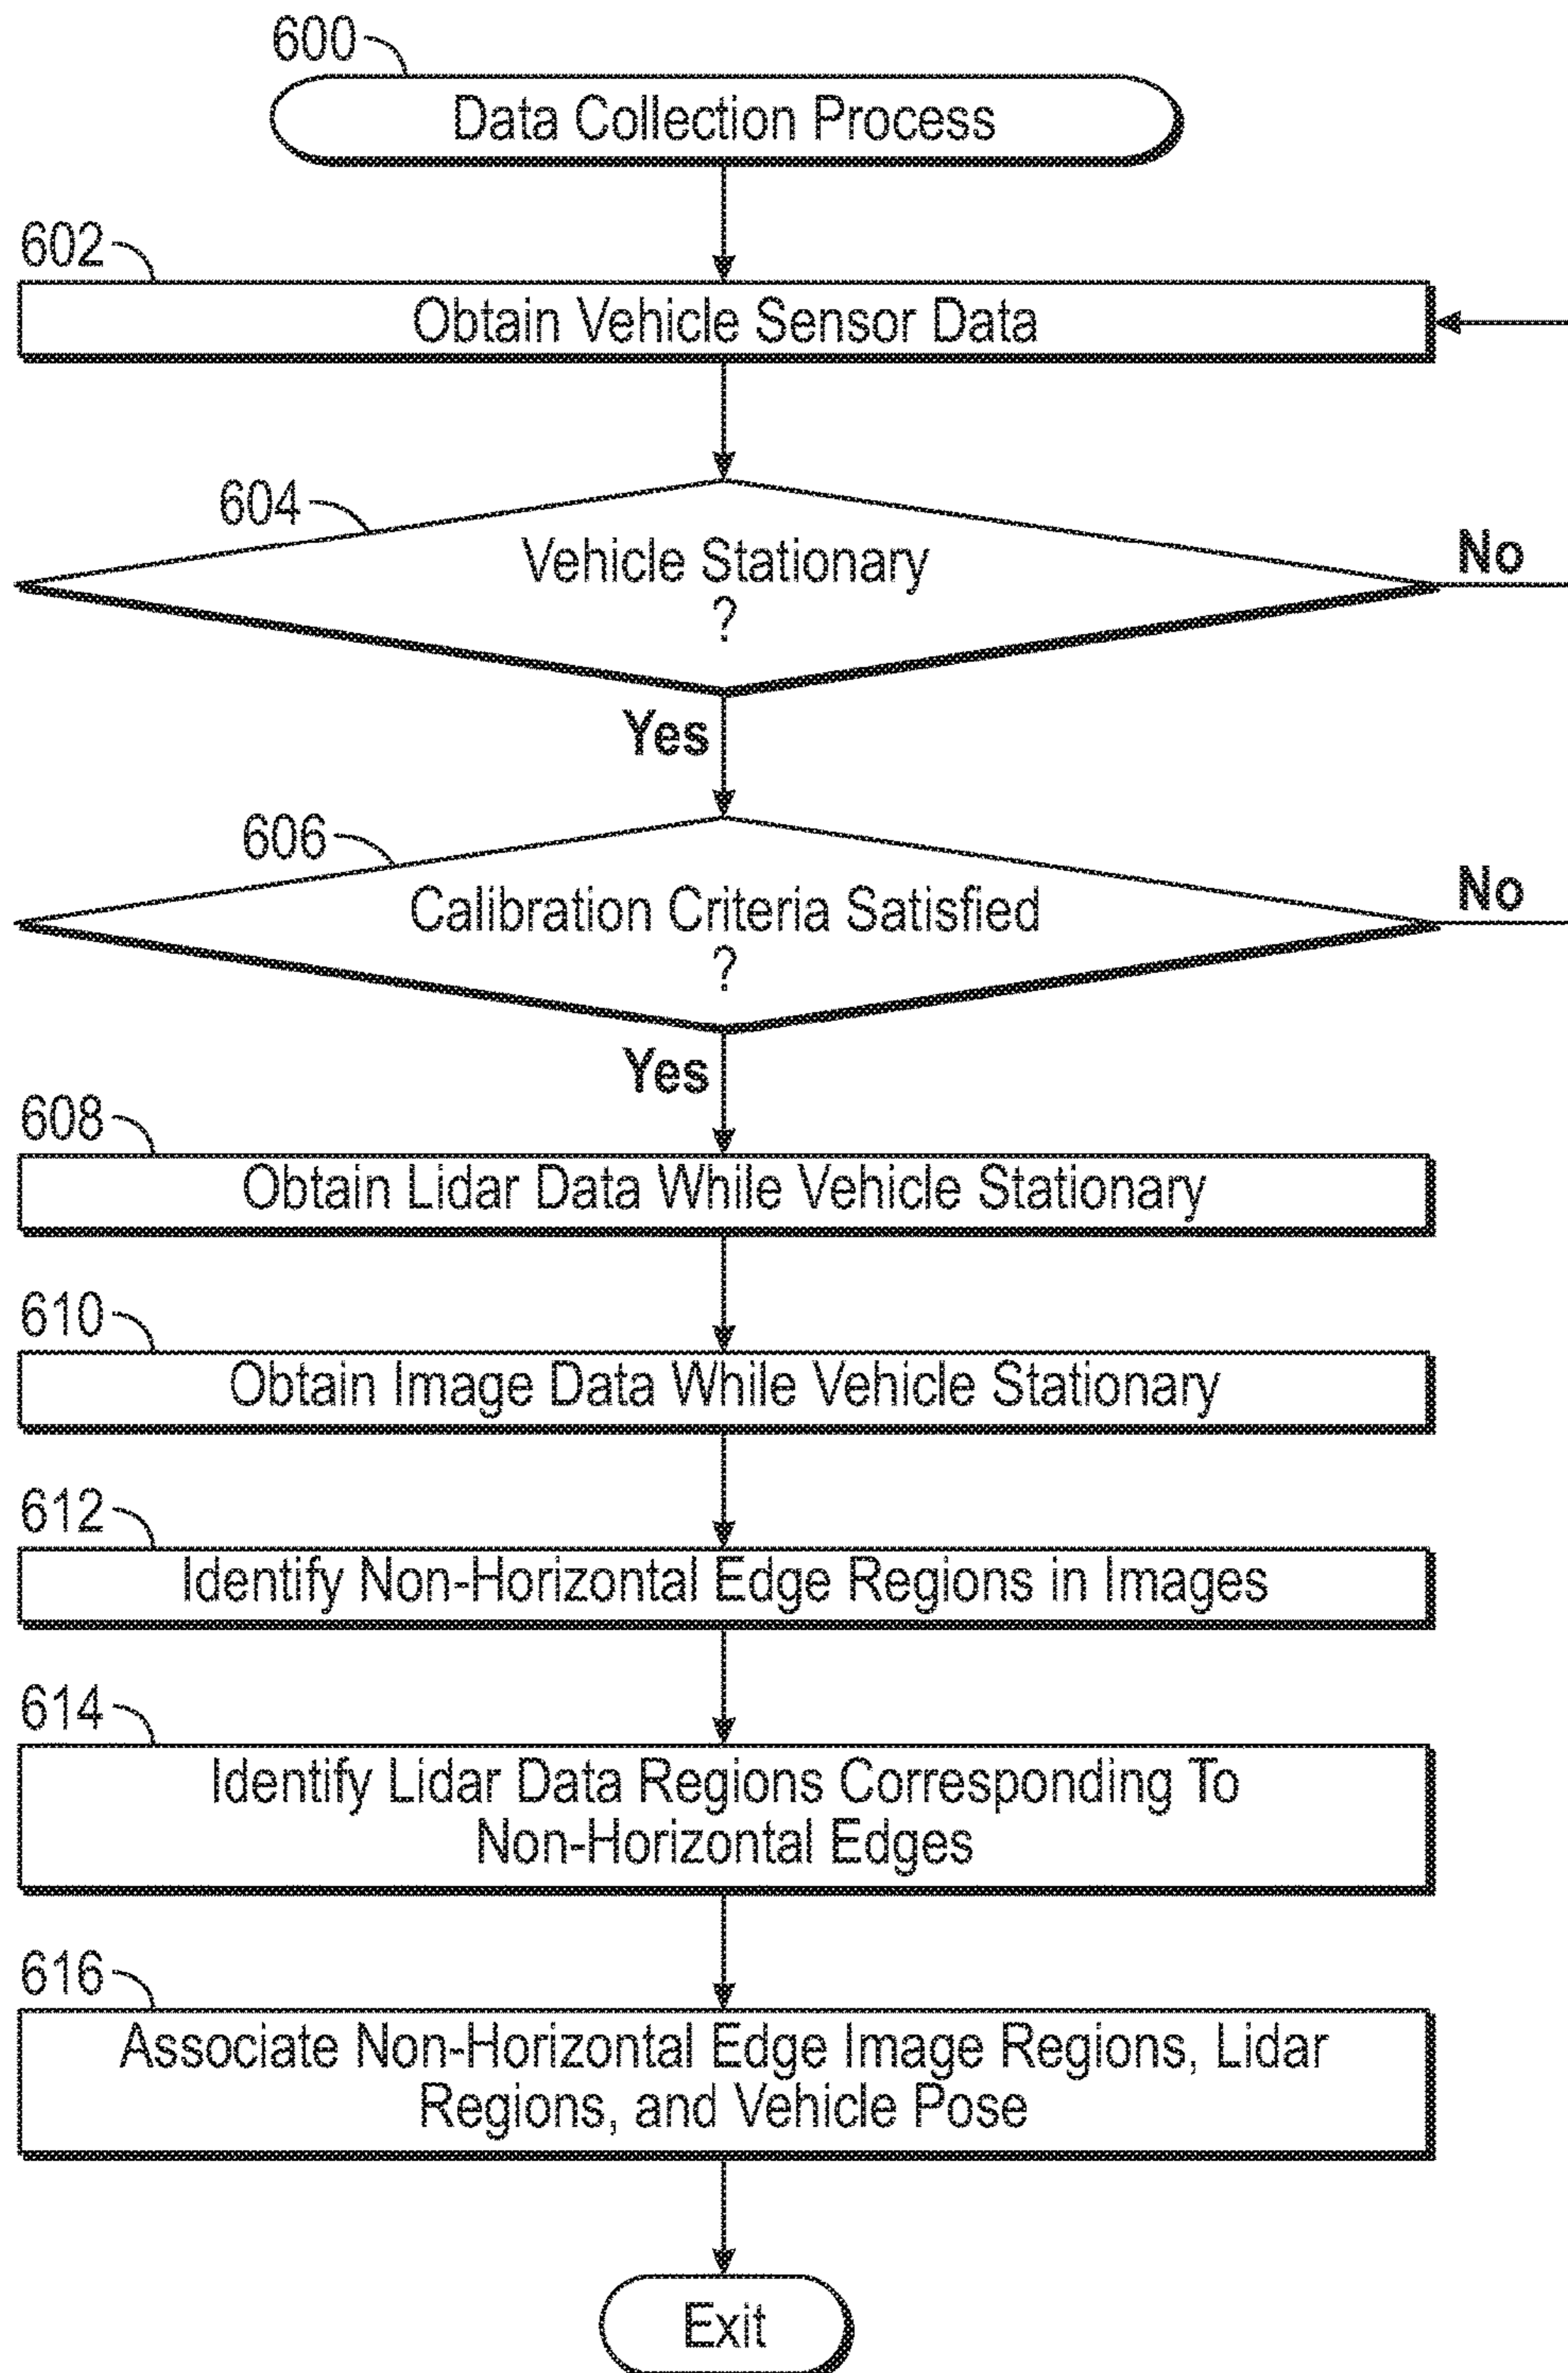 600
Data Collection Process
602
Obtain Vehicle Sensor Data
604
Vehicle Stationary
?
No
Yes
606
Calibration Criteria Satisfied
?
No
Yes
608
Obtain Lidar Data While Vehicle Stationary
610
Obtain Image Data While Vehicle Stationary
612
Identify Non-Horizontal Edge Regions in Images
614
Identify Lidar Data Regions Corresponding To
Non-Horizontal Edges
616
Associate Non-Horizontal Edge Image Regions, Lidar
Regions, and Vehicle Pose
Exit